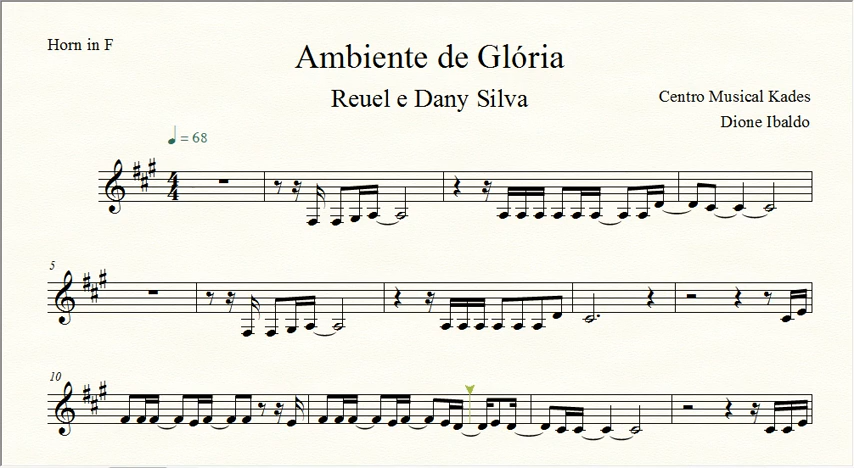 Horn in F
Ambiente de Glória
Reuel e Dany Silva
Centro Musical Kades
Dione Ibaldo
♩ = 68
4
4
5
10